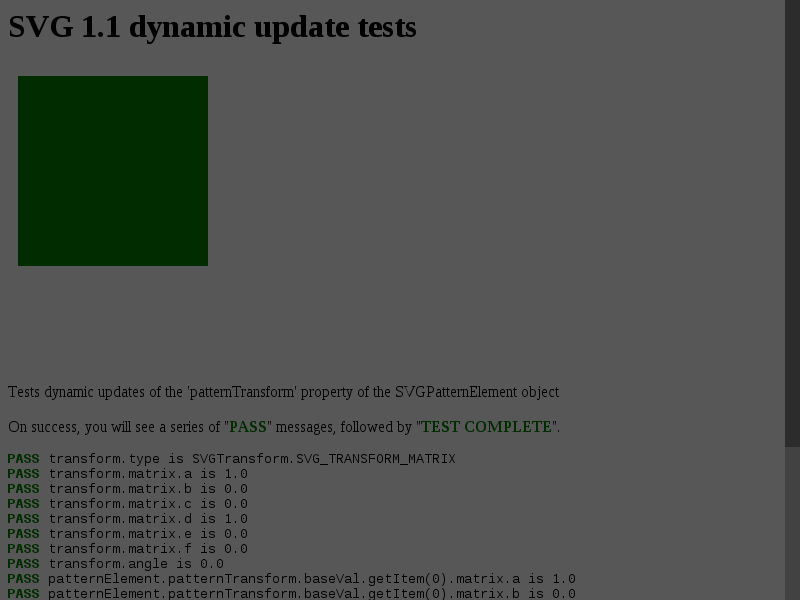 SVG 1.1 dynamic update tests
Tests dynamic updates of the 'patternTransform' property of the SVGPatternElement object
On success, you will see a series of "PASS" messages, followed by "TEST COMPLETE".
PASS transform.type is SVGTransform.SVG_TRANSFORM_MATRIX
PASS transform.matrix.a is 1.0
PASS transform.matrix.b is 0.0
PASS transform.matrix.c is 0.0
PASS transform.matrix.d is 1.0
PASS transform.matrix.e is 0.0
PASS transform.matrix.f is 0.0
PASS transform.angle is 0.0
PASS patternElement.patternTransform.baseVal.getItem(0).matrix.a is 1.0
PASS patternElement.patternTransform.baseVal.getItem(0).matrix.b is 0.0